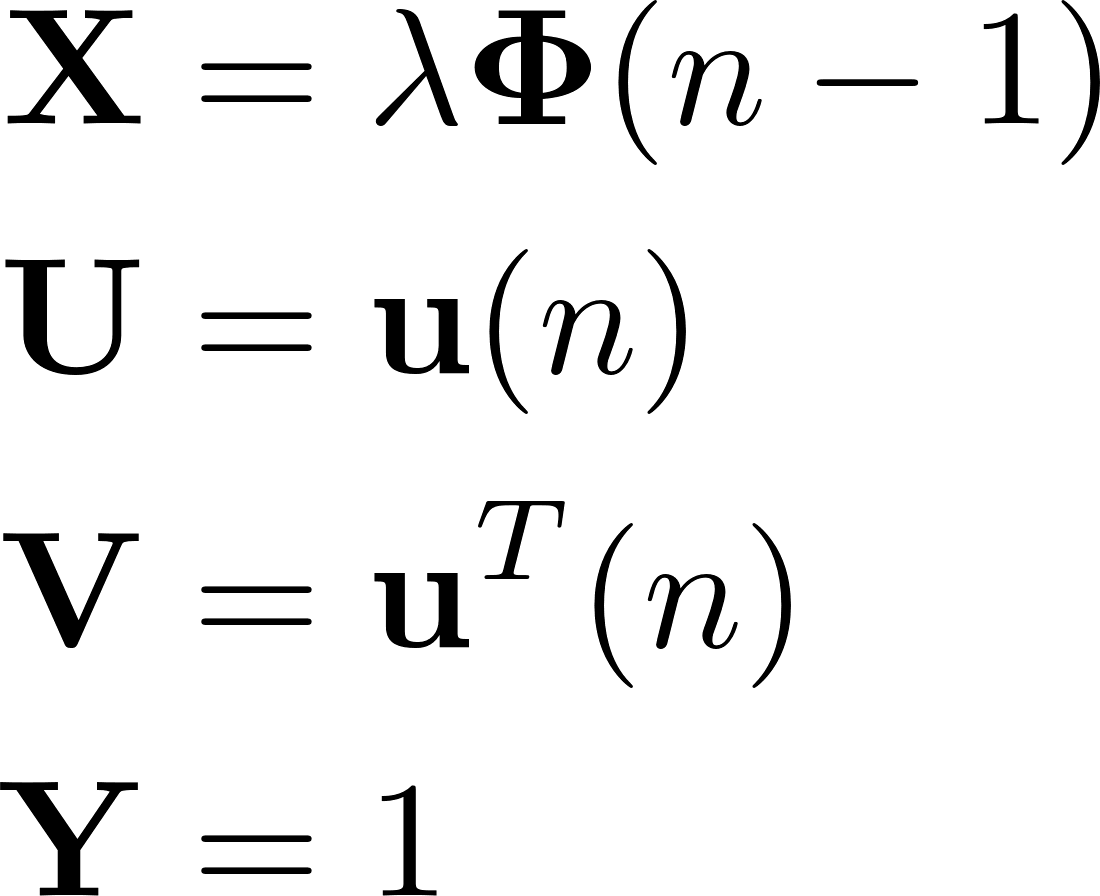 X = λΦ(n − 1)
U = u(n)
V = uᵀ(n)
Y = 1